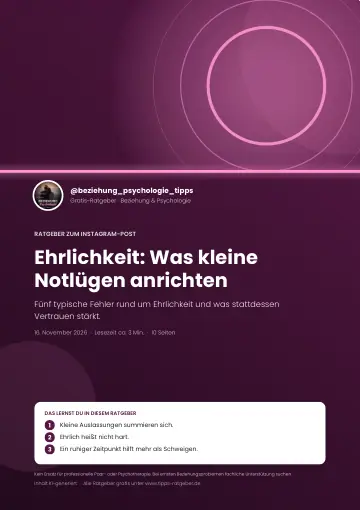 @beziehung_psychologie_tipps
Gratis-Ratgeber · Beziehung & Psychologie
RATGEBER ZUM INSTAGRAM-POST
Ehrlichkeit: Was kleine
Notlügen anrichten
Fünf typische Fehler rund um Ehrlichkeit und was stattdessen
Vertrauen stärkt.
16. November 2026 · Lesezeit ca. 3 Min. · 10 Seiten
DAS LERNST DU IN DIESEM RATGEBER
1 Kleine Auslassungen summieren sich.
2 Ehrlich heißt nicht hart.
3 Ein ruhiger Zeitpunkt hilft mehr als Schweigen.
Kein Ersatz für professionelle Paar- oder Psychotherapie. Bei ernsten Beziehungsproblemen fachliche Unterstützung suchen.
Inhalt KI-generiert · Alle Ratgeber gratis unter www.tipps-ratgeber.de